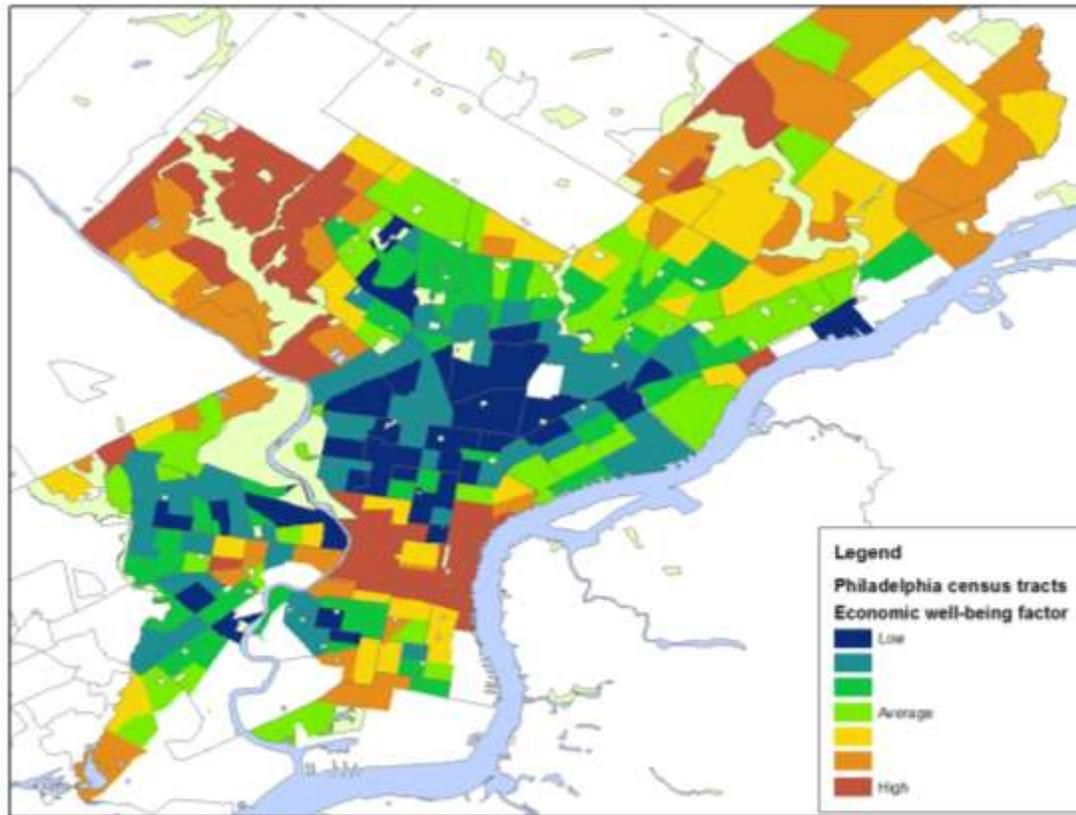 Legend
Philadelphia census tracts
Economic well-being factor
Low
Average
High